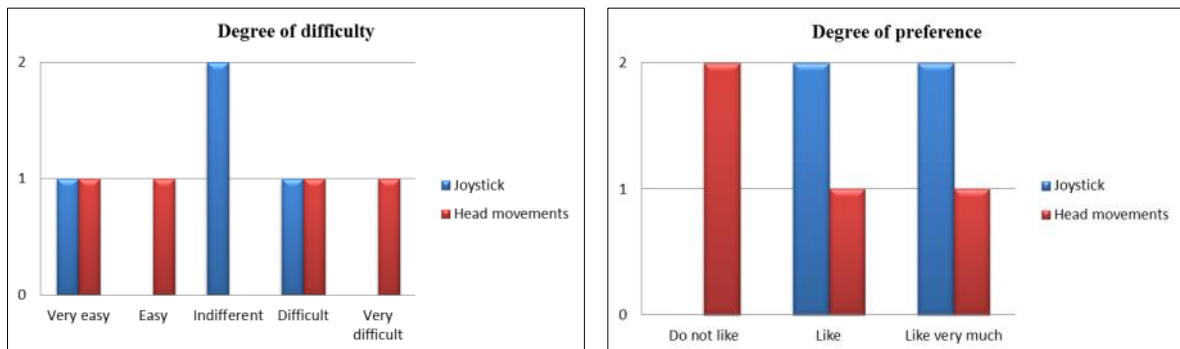 Degree of difficulty
2
1
0
Very easy
Easy
Indifferent
Difficult
Very
difficult
Joystick
Head movements
Degree of preference
2
1
0
Do not like
Like
Like very much
Joystick
Head movements